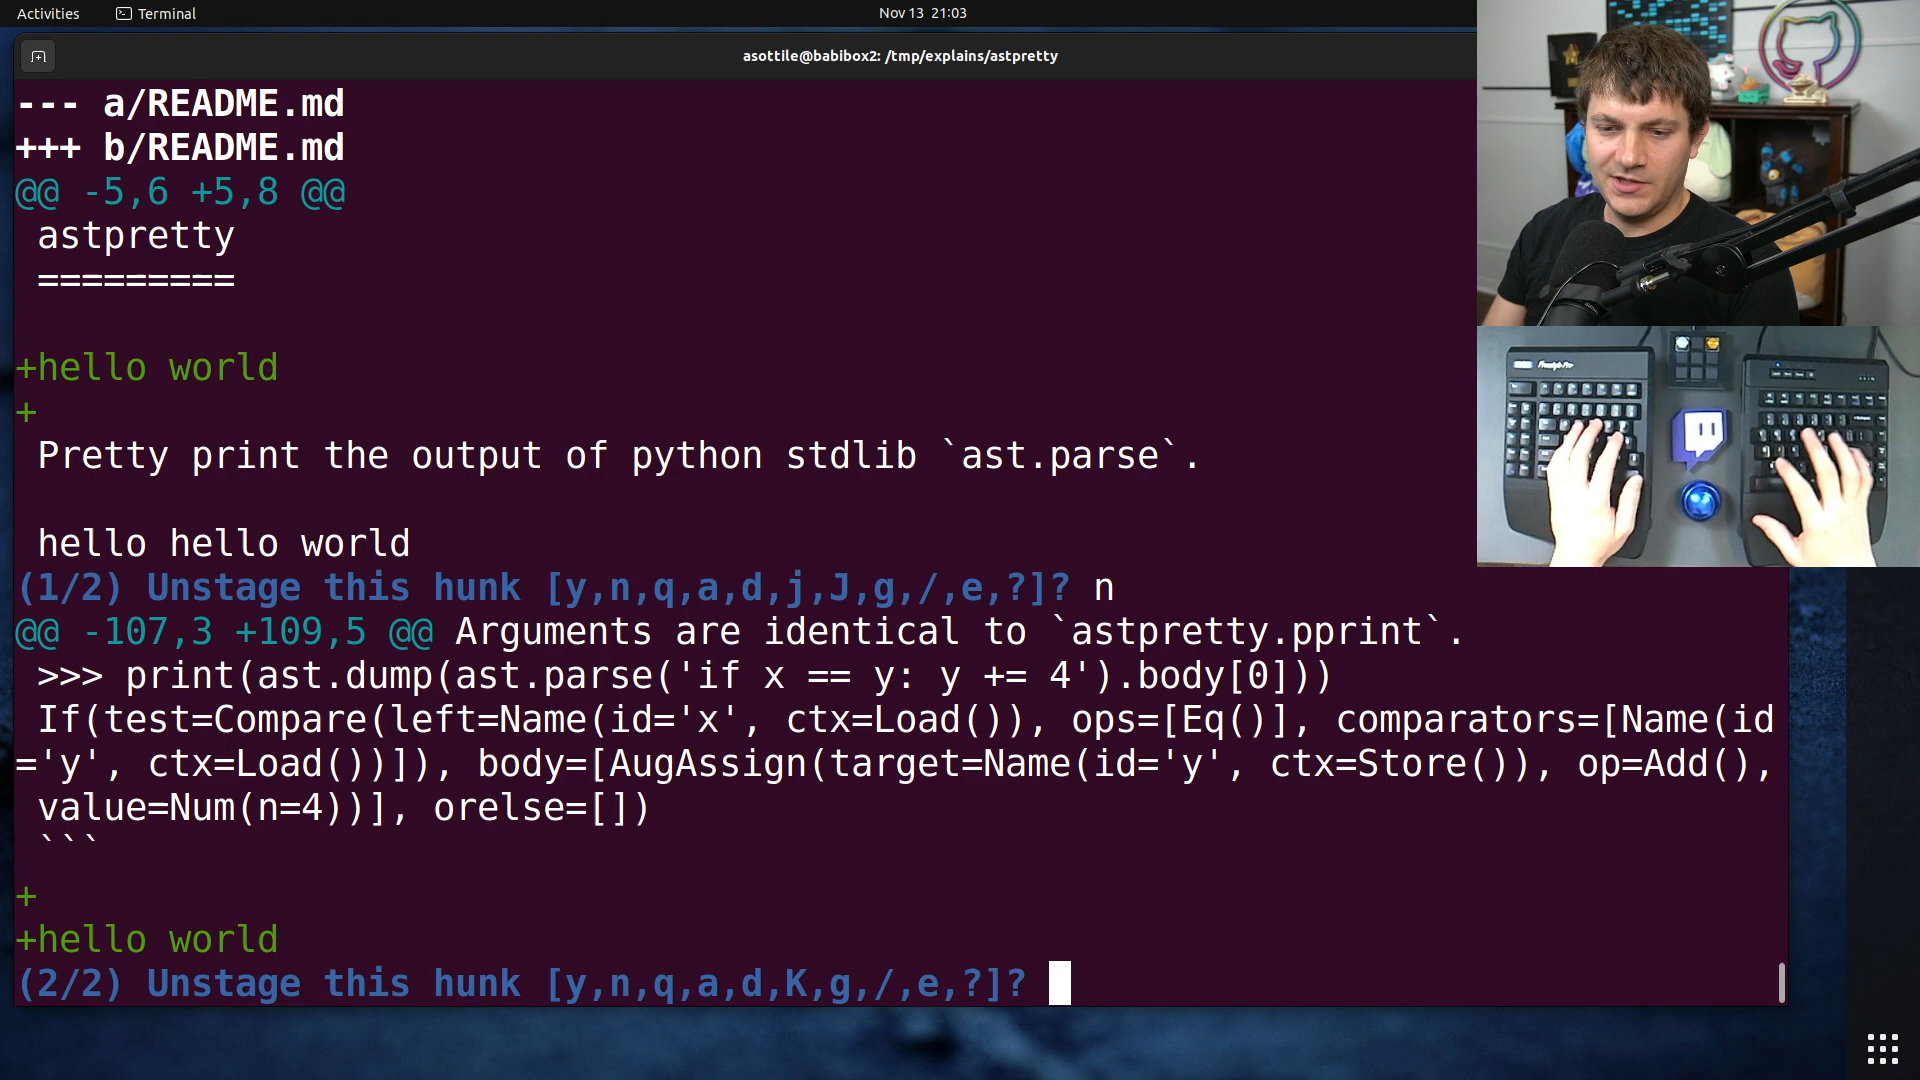 Activities
Terminal
Nov 13 21:03
asottile@babibox2: /tmp/explains/astpretty
--- a/README.md
+++ b/README.md
@@ -5,6 +5,8 @@
astpretty
=========
+hello world
+
Pretty print the output of python stdlib `ast.parse`.
hello hello world
(1/2) Unstage this hunk [y,n,q,a,d,j,J,g,/,e,?]? n
@@ -107,3 +109,5 @@ Arguments are identical to `astpretty.pprint`.
>>> print(ast.dump(ast.parse('if x == y: y += 4').body[0]))
If(test=Compare(left=Name(id='x', ctx=Load()), ops=[Eq()], comparators=[Name(id
='y', ctx=Load())]), body=[AugAssign(target=Name(id='y', ctx=Store()), op=Add(),
value=Num(n=4))], orelse=[])
```
+
+hello world
(2/2) Unstage this hunk [y,n,q,a,d,K,g,/,e,?]?
Freestyle Pro